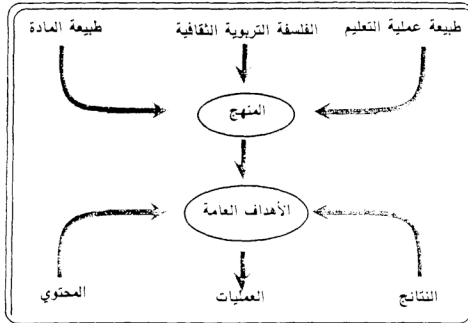 طبيعة عملية التعليم الفلسفة التربوية الثقافية طبيعة المادة
المنهج
الأهداف العامة
النتائج العمليات المحتوي